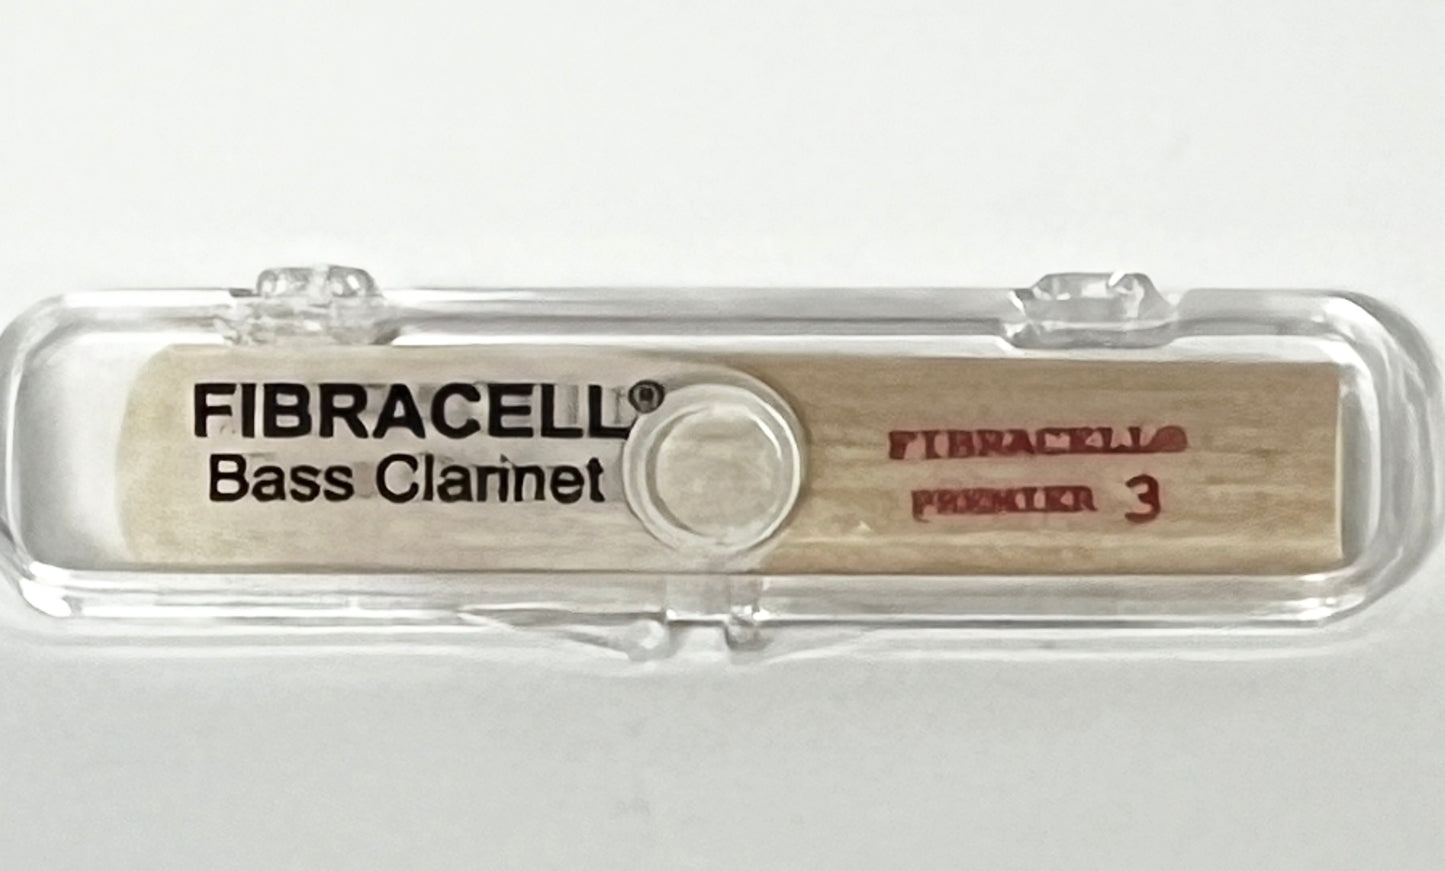 FIBRACELL®
Bass Clarinet
FIBRACELL®
PREMIER 3